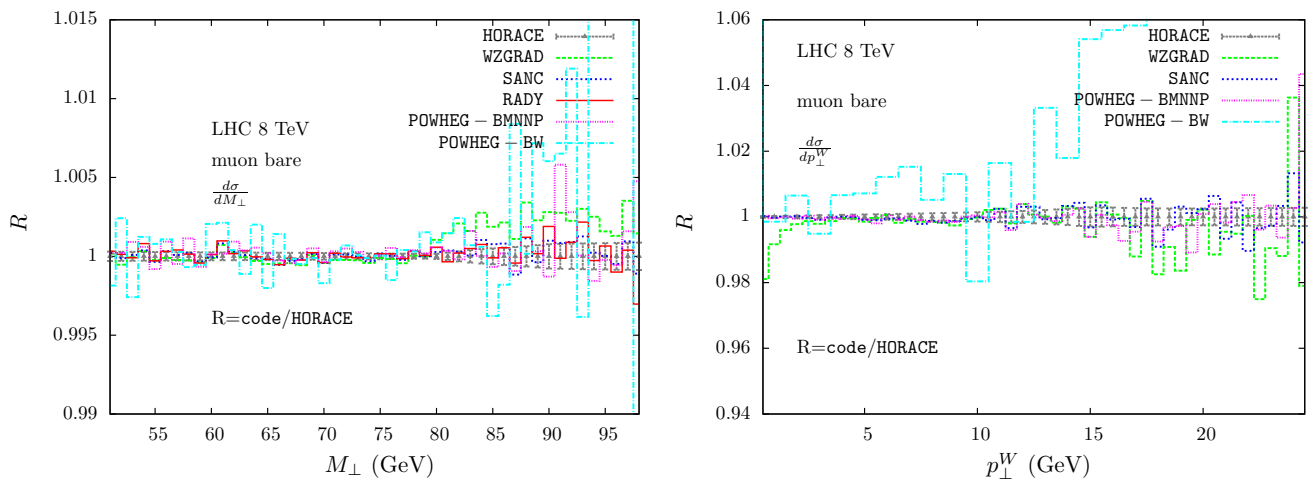 1.015
1.01
1.005
1
0.995
0.99
R
HORACE
WZGRAD
SANC
RADY
POWHEG − BMNNP
POWHEG − BW
LHC 8 TeV
muon bare
dσ
dM⊥
R=code/HORACE
55 60 65 70 75 80 85 90 95
M⊥ (GeV)
1.06
1.04
1.02
1
0.98
0.96
0.94
R
HORACE
WZGRAD
SANC
POWHEG − BMNNP
POWHEG − BW
LHC 8 TeV
muon bare
dσ
dp⊥^W
R=code/HORACE
5 10 15 20
p⊥^W (GeV)